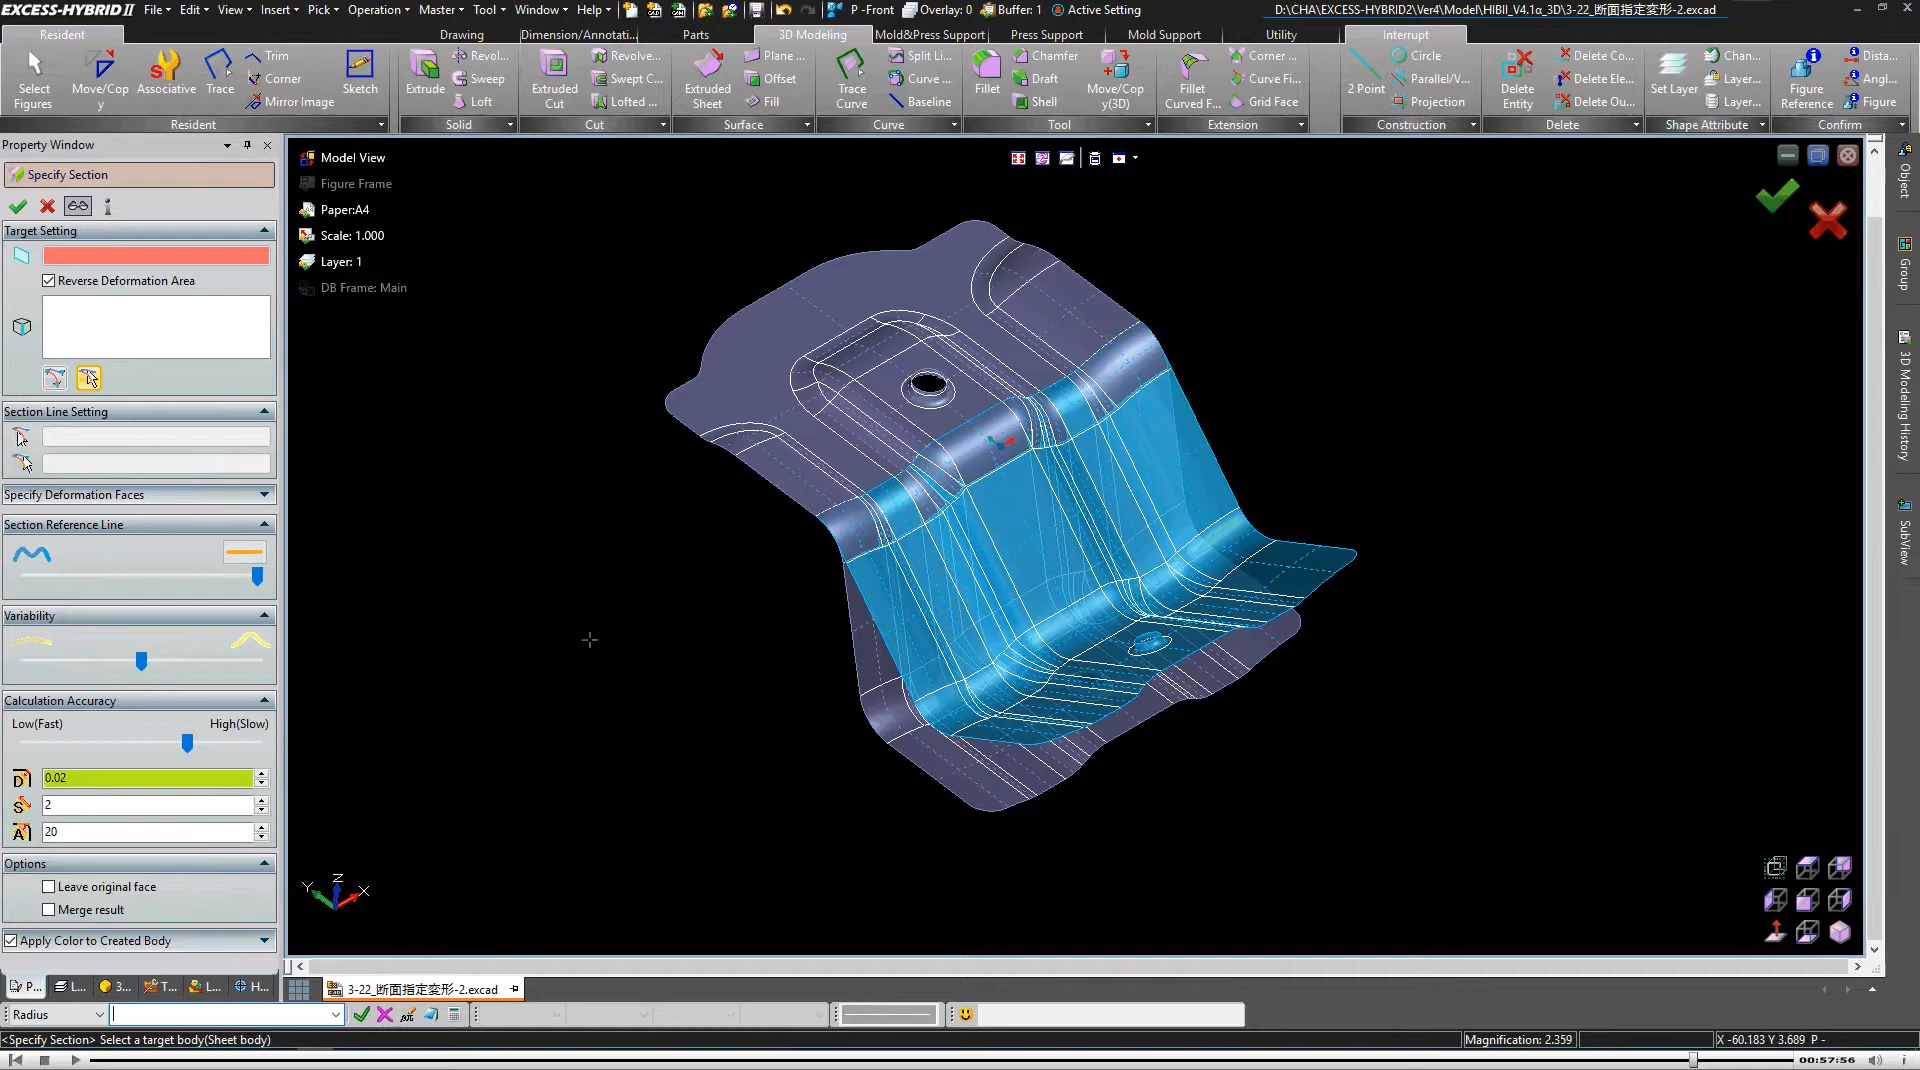 EXCESS-HYBRID II File Edit View Insert Pick Operation Master Tool Window Help P -Front Overlay: 0 Buffer: 1 Active Setting D:\CHA\EXCESS-HYBRID2\Ver4\Model\HIBII_V4.1α_3D\3-22_断面指定変形-2.excad
Resident Drawing Dimension/Annotati... Parts 3D Modeling Mold&Press Support Press Support Mold Support Utility Interrupt
Select Figures
Move/Copy
Associative
Trace
Trim
Corner
Mirror Image
Sketch
Resident
Extrude
Revol...
Sweep
Loft
Solid
Extruded Cut
Revolve...
Swept C...
Lofted ...
Cut
Extruded Sheet
Plane ...
Offset
Fill
Surface
Trace Curve
Split Li...
Curve ...
Baseline
Curve
Fillet
Chamfer
Draft
Shell
Move/Copy(3D)
Tool
Fillet Curved F...
Corner ...
Curve Fi...
Grid Face
Extension
2 Point
Circle
Parallel/V...
Projection
Construction
Delete Entity
Delete Co...
Delete Ele...
Delete Ou...
Delete
Set Layer
Chan...
Layer...
Layer...
Shape Attribute
Figure Reference
Dista...
Angl...
Figure
Confirm
Property Window
Specify Section
Target Setting
Reverse Deformation Area
Section Line Setting
Specify Deformation Faces
Section Reference Line
Variability
Calculation Accuracy
Low(Fast) High(Slow)
0.02
2
20
Options
Leave original face
Merge result
Apply Color to Created Body
P... L... 3... T... L... H...
Model View
Figure Frame
Paper:A4
Scale: 1.000
Layer: 1
DB Frame: Main
Z
Y X
Object
Group
3D Modeling History
SubView
3-22_断面指定変形-2.excad
Radius
<Specify Section> Select a target body(Sheet body) Magnification: 2.359 X -60.183 Y 3.689 P -
00:57:56